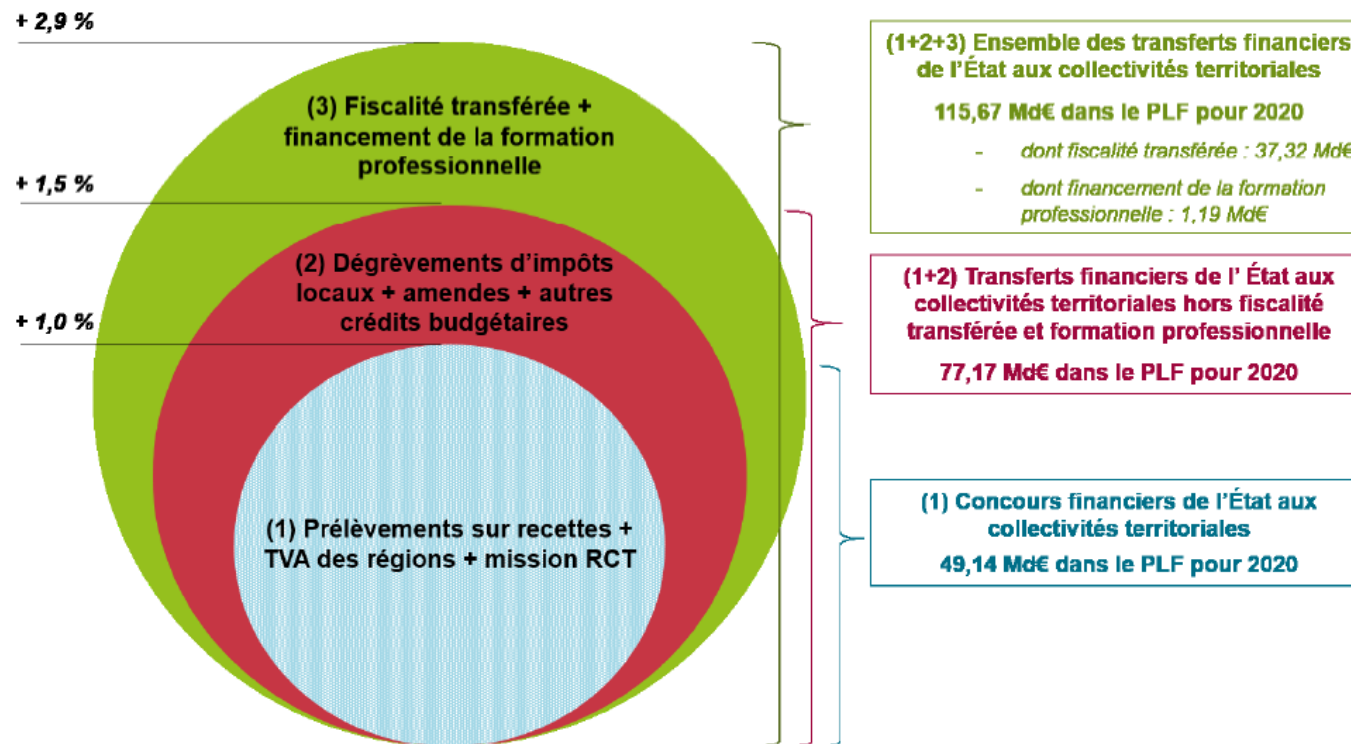 + 2,9 %
(3) Fiscalité transférée +
financement de la formation
professionnelle
+ 1,5 %
(2) Dégrèvements d'impôts
locaux + amendes + autres
crédits budgétaires
+ 1,0 %
(1) Prélèvements sur recettes +
TVA des régions + mission RCT
(1+2+3) Ensemble des transferts financiers
de l'État aux collectivités territoriales
115,67 Md€ dans le PLF pour 2020
- dont fiscalité transférée : 37,32 Md€
- dont financement de la formation
professionnelle : 1,19 Md€
(1+2) Transferts financiers de l' État aux
collectivités territoriales hors fiscalité
transférée et formation professionnelle
77,17 Md€ dans le PLF pour 2020
(1) Concours financiers de l'État aux
collectivités territoriales
49,14 Md€ dans le PLF pour 2020